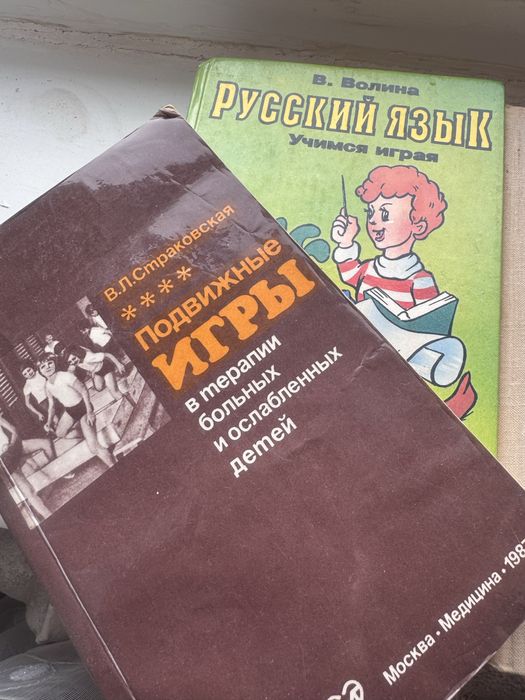 В. Волина
РУССКИЙ ЯЗЫК
Учимся играя
В.Л.Страковская
****
ПОДВИЖНЫЕ
ИГРЫ
в терапии
больных
и ослабленных
детей
Москва · Медицина ·